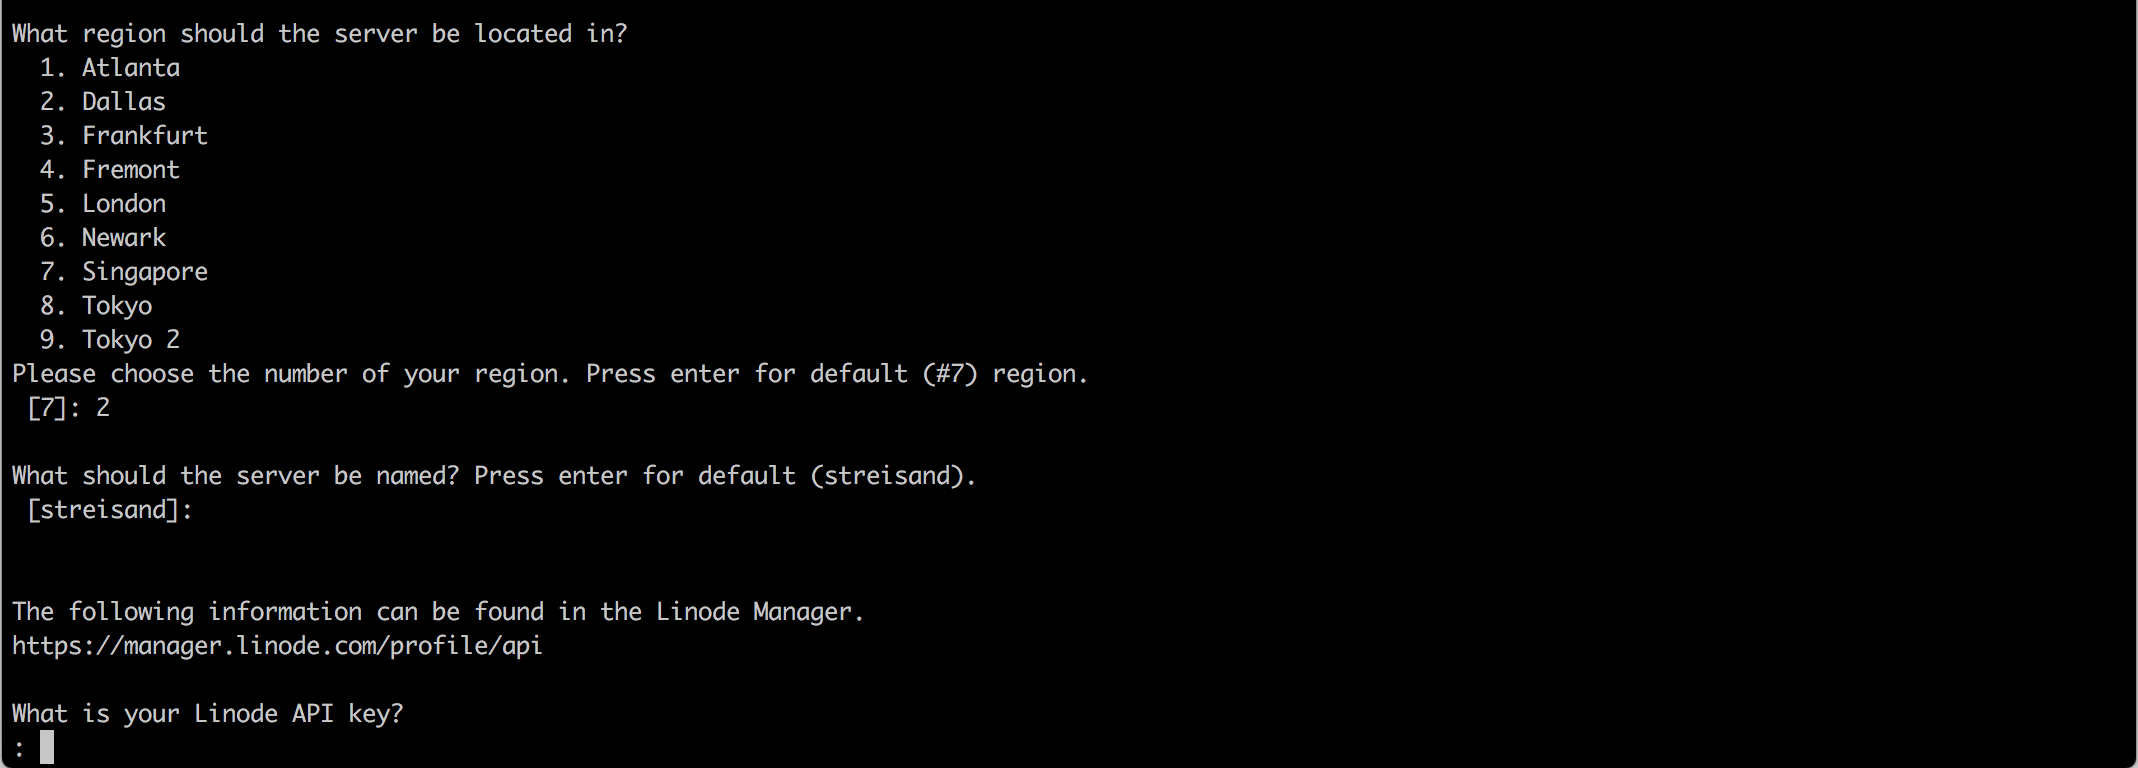 What region should the server be located in?
  1. Atlanta
  2. Dallas
  3. Frankfurt
  4. Fremont
  5. London
  6. Newark
  7. Singapore
  8. Tokyo
  9. Tokyo 2
Please choose the number of your region. Press enter for default (#7) region.
 [7]: 2
What should the server be named? Press enter for default (streisand).
 [streisand]:
The following information can be found in the Linode Manager.
https://manager.linode.com/profile/api
What is your Linode API key?
: